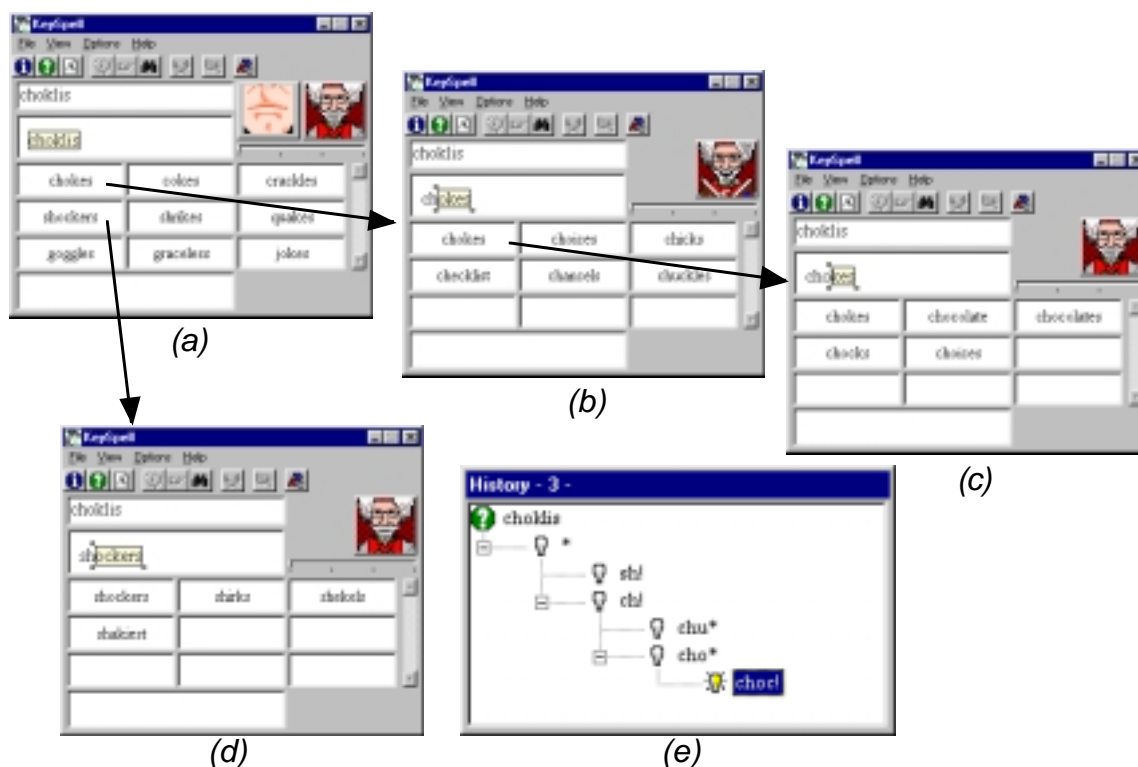 KeySpell
File View Options Help
choklis
choklis
chokes cokes crackles
shockers shrikes quakes
goggles graceless jokes
(a)
KeySpell
File View Options Help
choklis
chokes
chokes choises chicks
checklist chancels chuckles
(b)
KeySpell
File View Options Help
choklis
chokes
chokes chocolate chocolates
chocks choises
(c)
KeySpell
File View Options Help
choklis
shockers
shockers shirks shekels
shakiest
(d)
History - 3 -
choklis
*
sh!
ch!
chu*
cho*
choc!
(e)